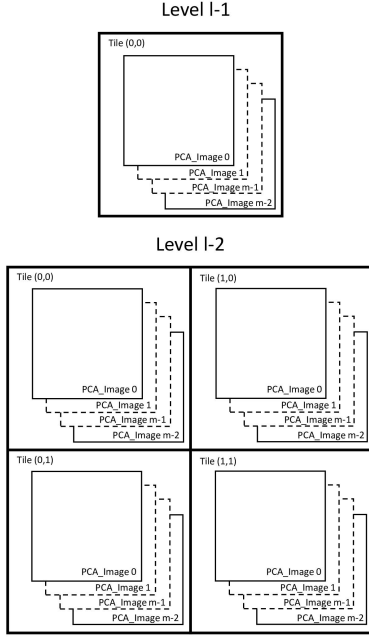 Level l-1
Tile (0,0)
PCA_Image 0
PCA_Image 1
PCA_Image m-1
PCA_Image m-2
Level l-2
Tile (0,0)
PCA_Image 0
PCA_Image 1
PCA_Image m-1
PCA_Image m-2
Tile (1,0)
PCA_Image 0
PCA_Image 1
PCA_Image m-1
PCA_Image m-2
Tile (0,1)
PCA_Image 0
PCA_Image 1
PCA_Image m-1
PCA_Image m-2
Tile (1,1)
PCA_Image 0
PCA_Image 1
PCA_Image m-1
PCA_Image m-2